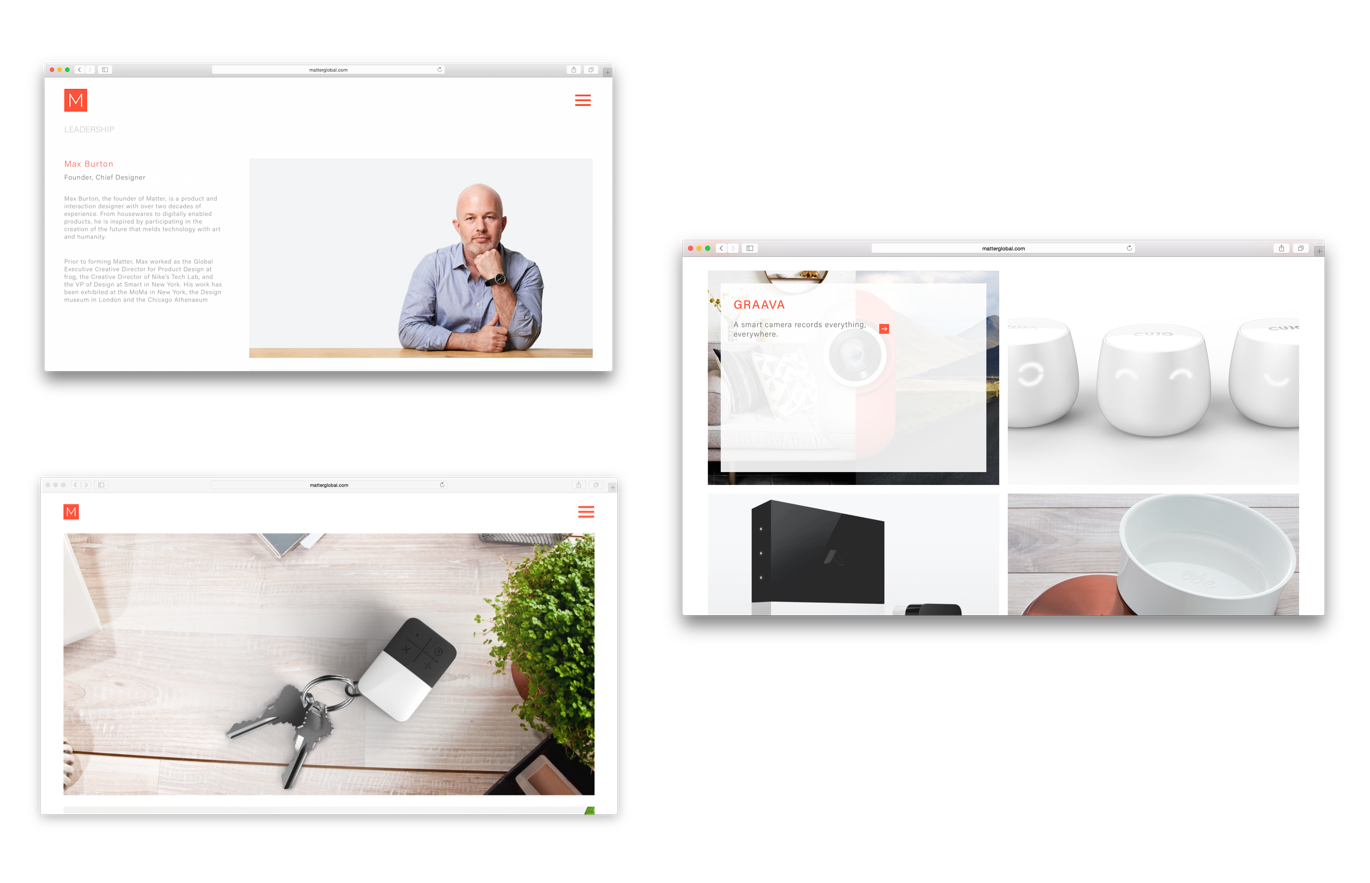 matterglobal.com
M
LEADERSHIP
Max Burton
Founder, Chief Designer
Max Burton, the founder of Matter, is a product and
interaction designer with over two decades of
experience. From housewares to digitally enabled
products, he is inspired by participating in the
creation of the future that melds technology with art
and humanity.
Prior to forming Matter, Max worked as the Global
Executive Creative Director for Product Design at
frog, the Creative Director of Nike's Tech Lab, and
the VP of Design at Smart in New York. His work has
been exhibited at the MoMa in New York, the Design
museum in London and the Chicago Athenaeum
matterglobal.com
GRAAVA
A smart camera records everything,
everywhere.
CUJO
matterglobal.com
M